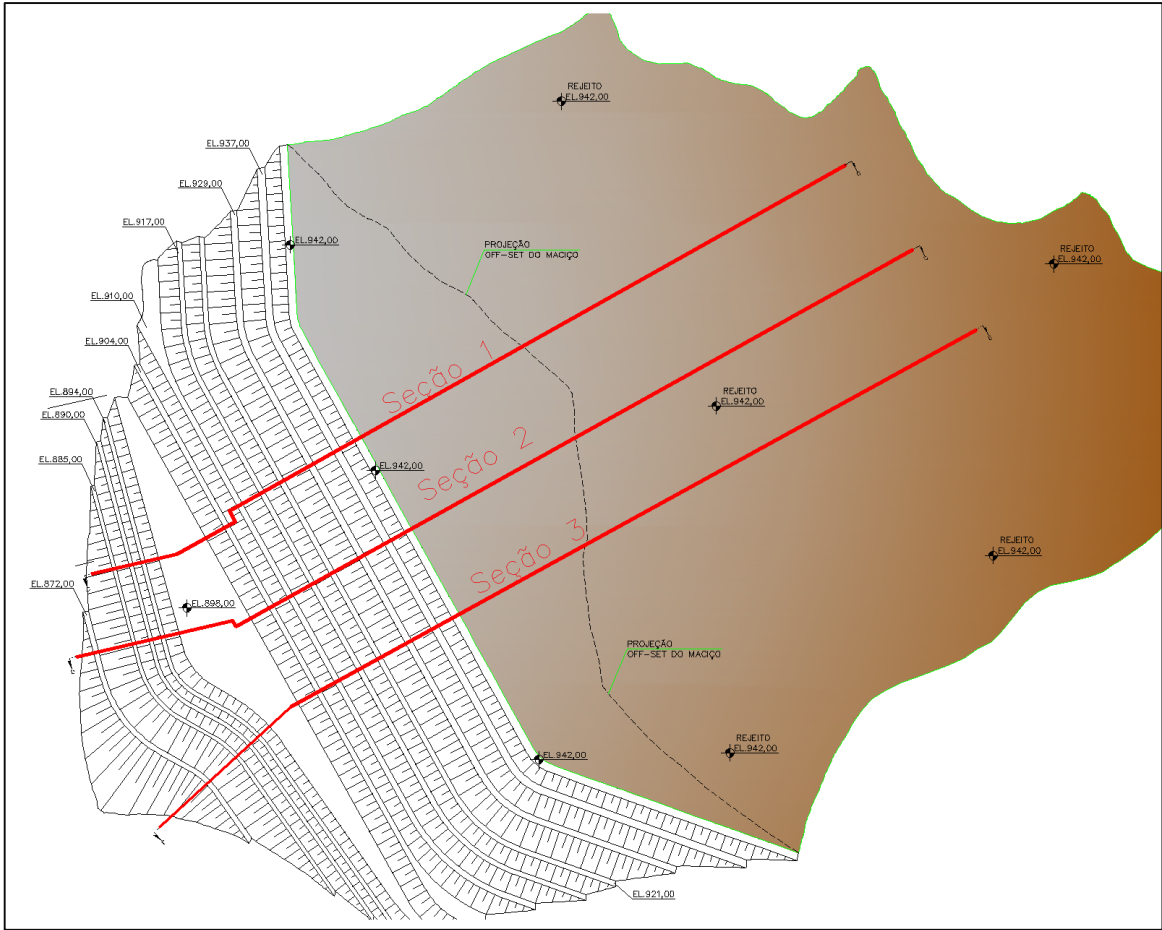 REJEITO
EL.942,00
EL.937,00
EL.929,00
EL.917,00
EL.942,00
PROJEÇÃO
OFF-SET DO MACIÇO
REJEITO
EL.942,00
EL.910,00
EL.904,00
Seção 1
EL.894,00
EL.890,00
REJEITO
EL.942,00
EL.885,00
EL.942,00
Seção 2
Seção 3
REJEITO
EL.942,00
EL.872,00
EL.898,00
PROJEÇÃO
OFF-SET DO MACIÇO
REJEITO
EL.942,00
EL.942,00
EL.921,00